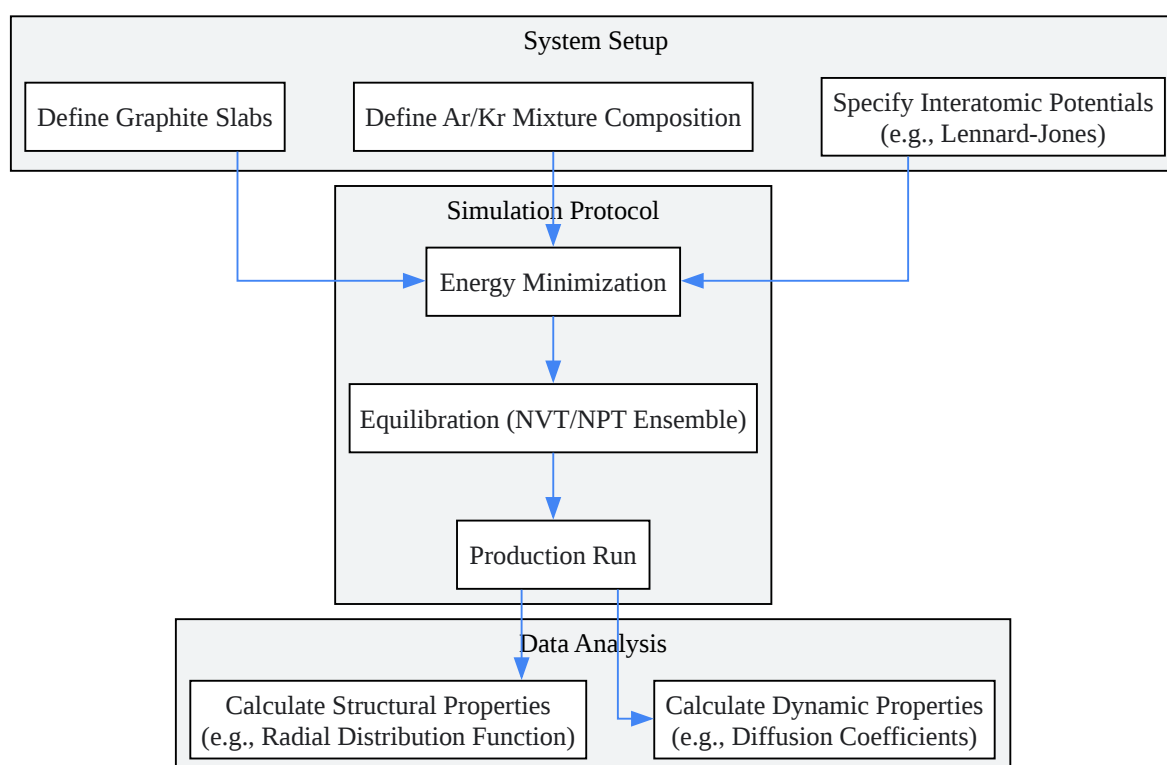 System Setup
Define Graphite Slabs
Define Ar/Kr Mixture Composition
Specify Interatomic Potentials
(e.g., Lennard-Jones)
Simulation Protocol
Energy Minimization
Equilibration (NVT/NPT Ensemble)
Production Run
Data Analysis
Calculate Structural Properties
(e.g., Radial Distribution Function)
Calculate Dynamic Properties
(e.g., Diffusion Coefficients)